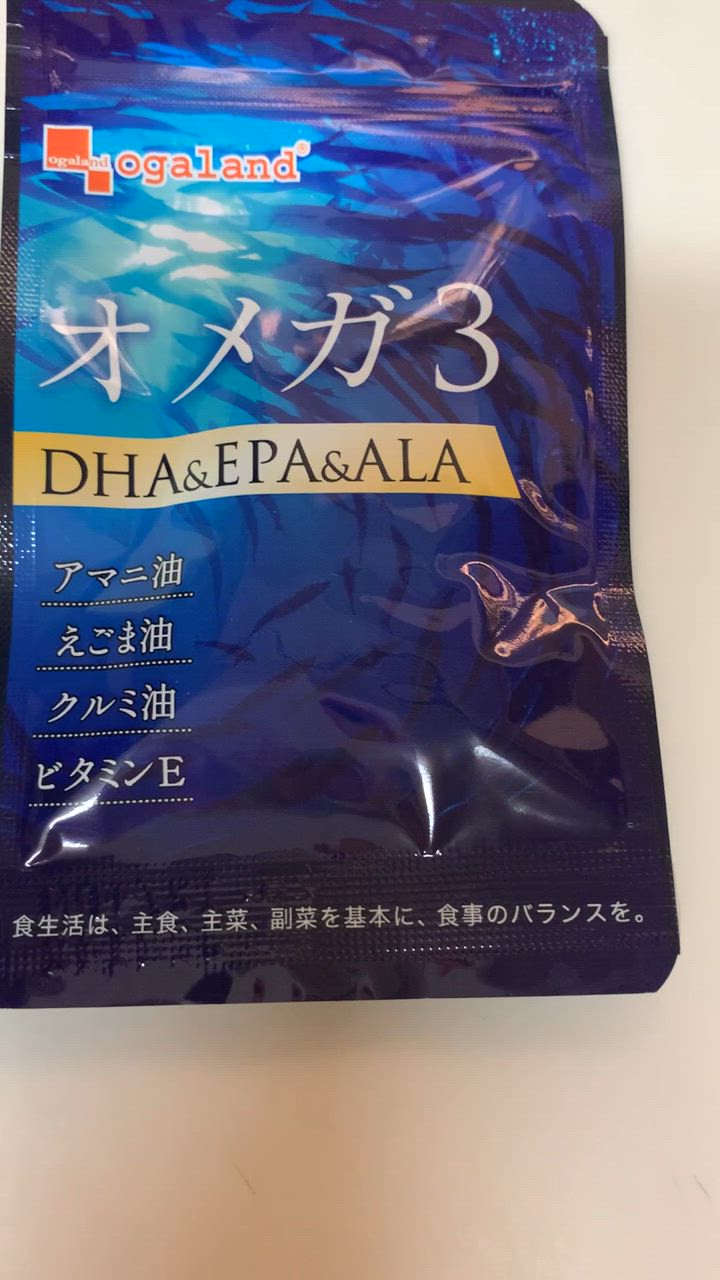 ogaland
ogaland®
オメガ3
DHA&EPA&ALA
アマニ油
えごま油
クルミ油
ビタミンE
食生活は、主食、主菜、副菜を基本に、食事のバランスを。